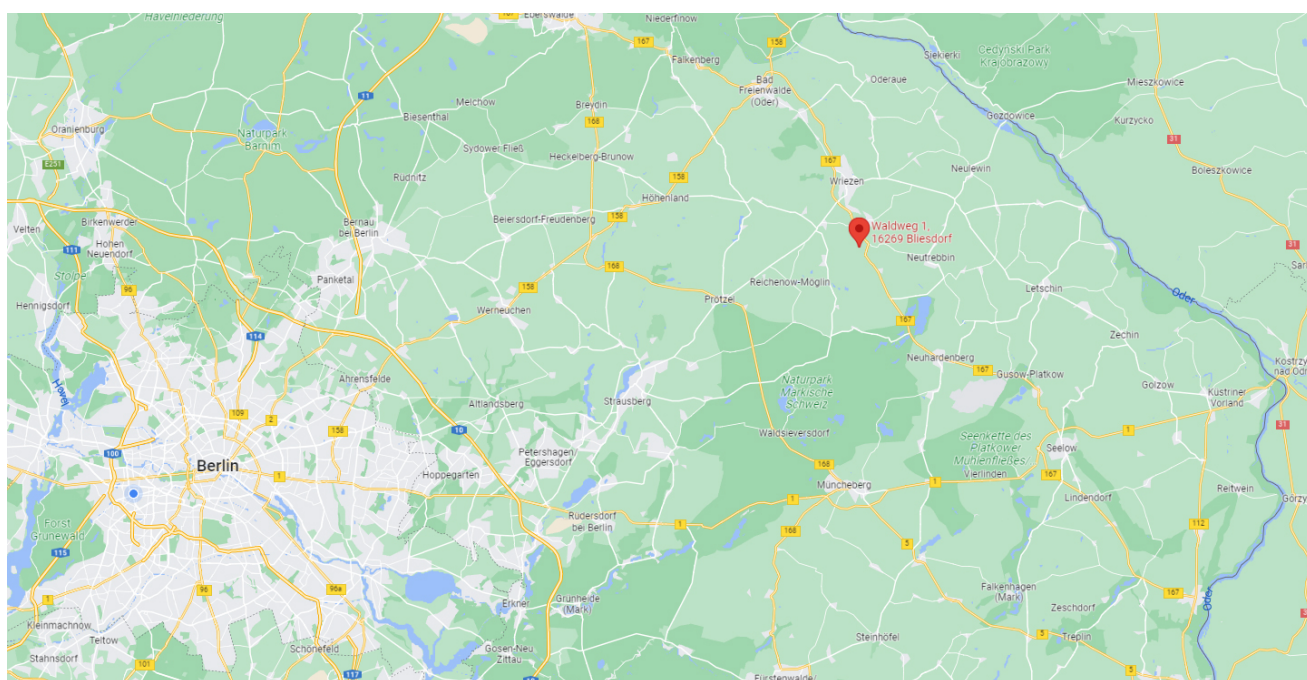 Havelniederung
167
Eberswalde
Niederfinow
167
158
Falkenberg
Siekierki
Cedyński Park
Krajobrazowy
Bad
Freienwalde
(Oder)
Oderaue
Mieszkowice
11
Melchow
Breydin
Biesenthal
168
Gozdowice
Kurzycko
Oranienburg
Naturpark
Barnim
31
Sydower Fließ
Heckelberg-Brunow
167
E251
158
Neulewin
Boleszkowice
Rudnitz
Wriezen
Höhenland
Birkenwerder
Bernau
bei Berlin
Beiersdorf-Freudenberg
158
Velten
Waldweg 1,
16269 Bliesdorf
111
Hohen
Neuendorf
31
Neutrebbin
Stolpe
168
Panketal
Reichenow-Möglin
96
158
Letschin
Oder
Hennigsdorf
Werneuchen
Prötzel
167
114
Zechin
Neuhardenberg
Kostrzyn
nad Odrą
167
Gusow-Platkow
Ahrensfelde
Naturpark
Märkische
Schweiz
Golzow
Küstriner
Vorland
Havel
Altlandsberg
Strausberg
109
2
158
10
31
Waldsieversdorf
1
Seenkette des
Platkower
Mühlenfließes/
Seelow
100
Petershagen/
Eggersdorf
Berlin
1
Hoppegarten
168
Vierlinden
167
Müncheberg
1
Reitwein
Lindendorf
Görzyca
1
Rüdersdorf
bei Berlin
1
112
Forst
Grunewald
168
5
115
96
96a
Falkenhagen
(Mark)
167
Oder
1
Erkner
Grünheide
(Mark)
Zeschdorf
Kleinmachnow
Teltow
Steinhöfel
5
Treplin
Schönefeld
Gosen-Neu
Zittau
Stahnsdorf
101
117
5
10
Fürstenwalde/